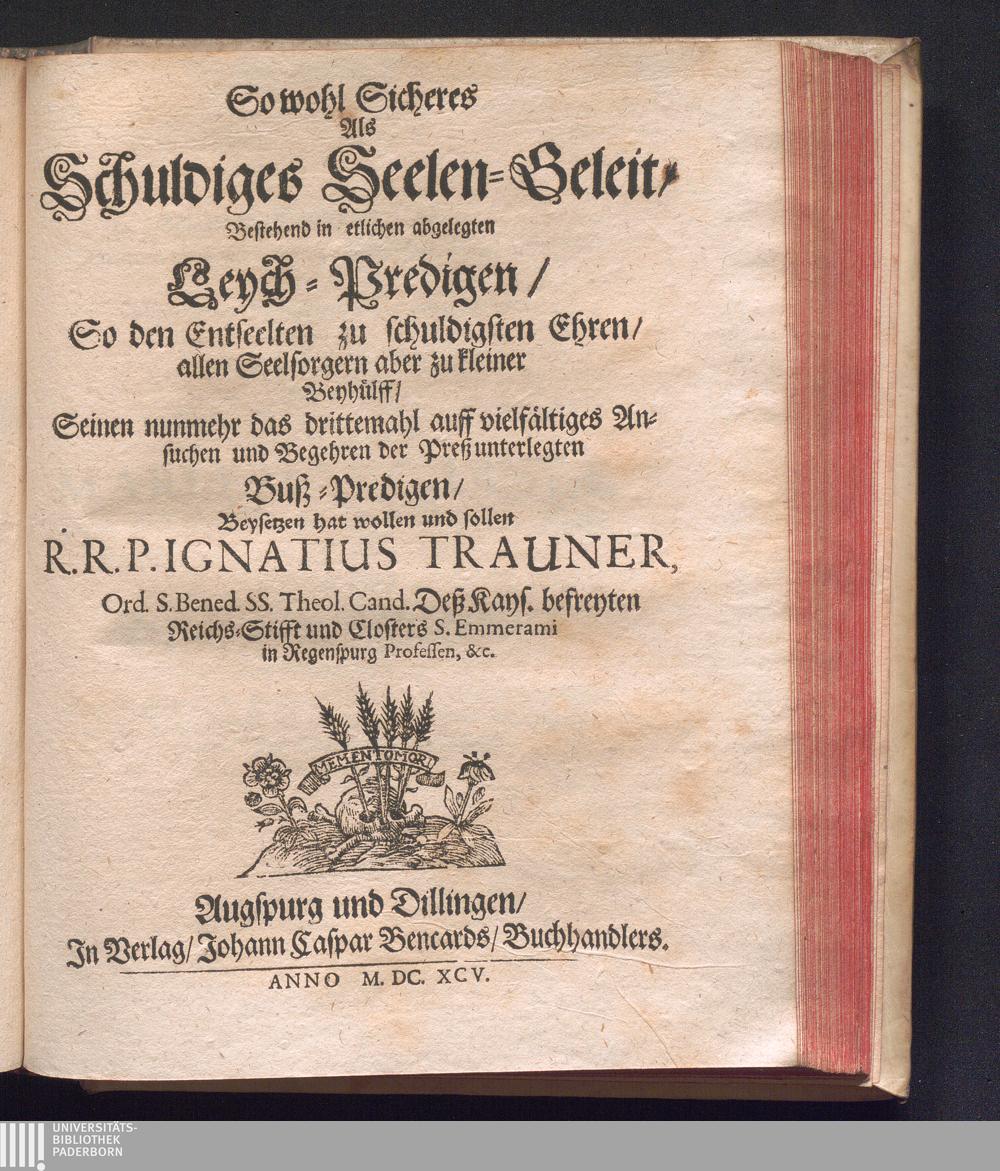 So wohl Sicheres
Als
Schuldiges Seelen-Geleit/
Bestehend in etlichen abgelegten
Leych-Predigen/
So den Entseelten zu schuldigsten Ehren/
allen Seelsorgern aber zu kleiner
Beyhülff/
Seinen nunmehr das drittemahl auff vielfältiges An-
suchen und Begehren der Preß unterlegten
Buß-Predigen/
Beysetzen hat wollen und sollen
R.R.P. IGNATIUS TRAUNER,
Ord. S. Bened. SS. Theol. Cand. Deß Kays. befreyten
Reichs-Stifft und Closters S. Emmerami
in Regenspurg Professen, &c.
MEMENTO MORI
Augspurg und Dillingen/
In Verlag/ Johann Caspar Bencards/ Buchhandlers.
ANNO M. DC. XCV.
UNIVERSITÄTS-
BIBLIOTHEK
PADERBORN